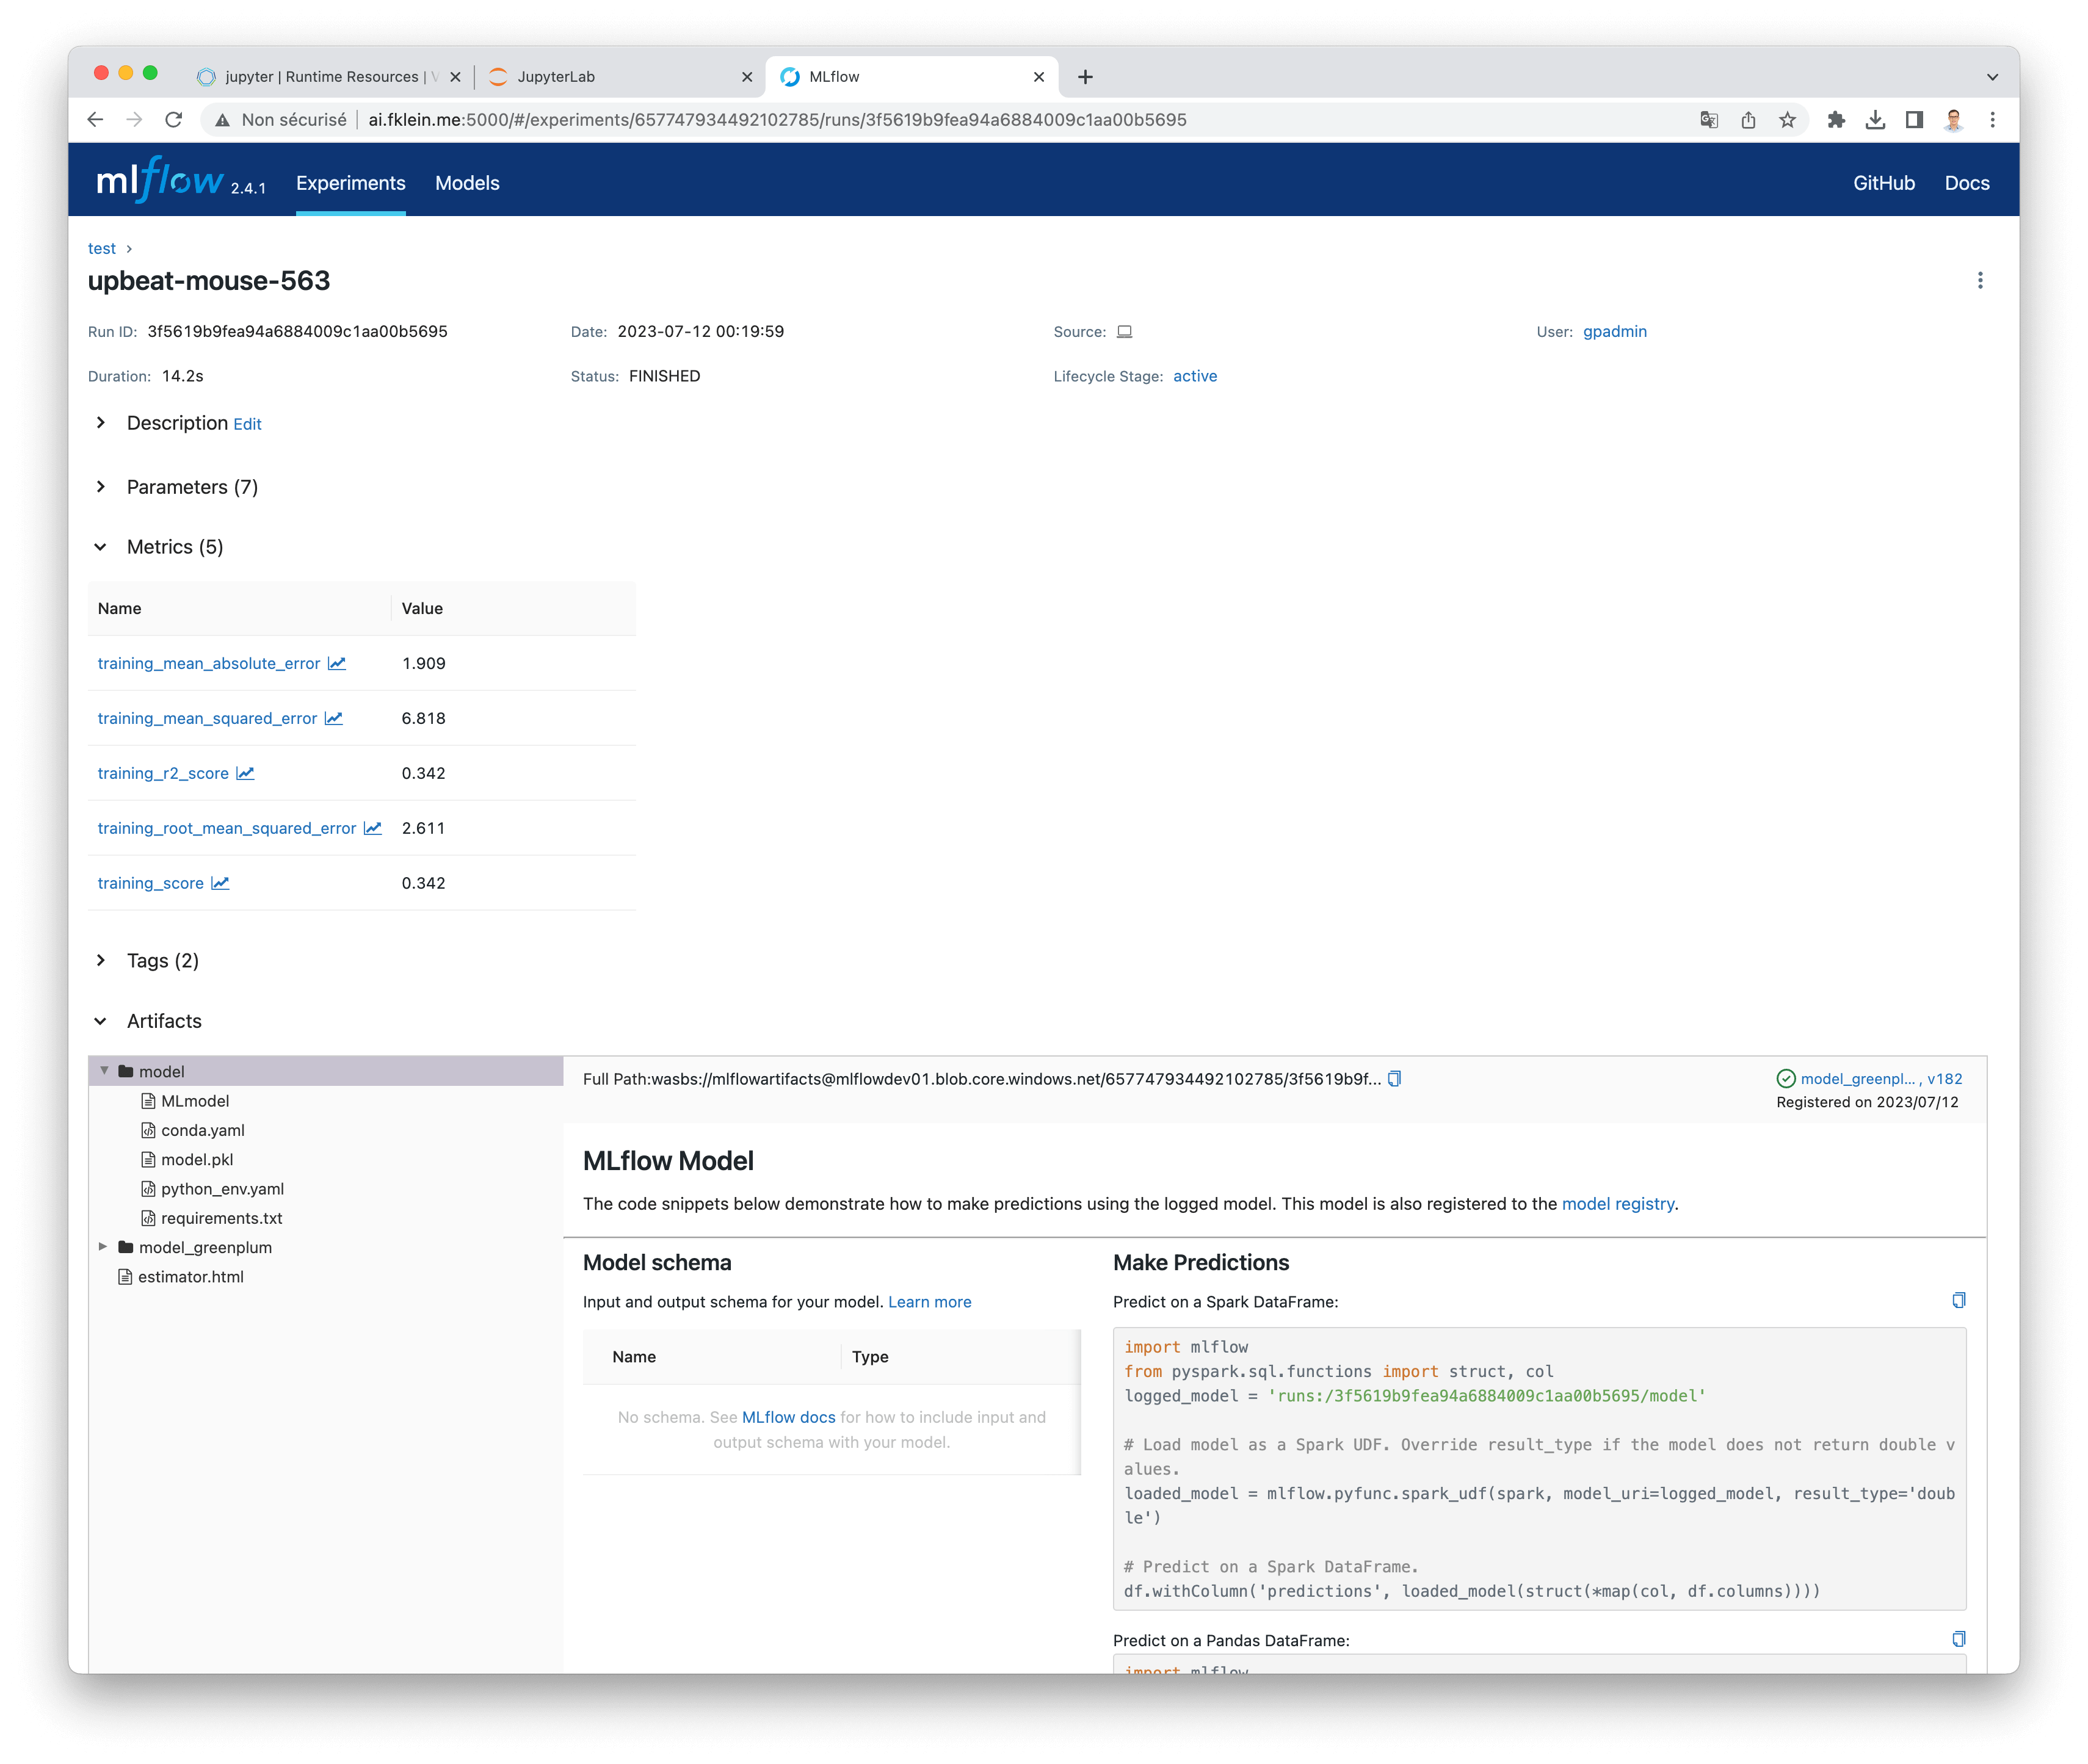 jupyter | Runtime Resources |
JupyterLab
MLflow
Non sécurisé
ai.fklein.me:5000/#/experiments/657747934492102785/runs/3f5619b9fea94a6884009c1aa00b5695
mlflow 2.4.1 Experiments Models GitHub Docs
test ›
upbeat-mouse-563
Run ID: 3f5619b9fea94a6884009c1aa00b5695 Date: 2023-07-12 00:19:59 Source: User: gpadmin
Duration: 14.2s Status: FINISHED Lifecycle Stage: active
Description Edit
Parameters (7)
Metrics (5)
Name Value
training_mean_absolute_error 1.909
training_mean_squared_error 6.818
training_r2_score 0.342
training_root_mean_squared_error 2.611
training_score 0.342
Tags (2)
Artifacts
model
MLmodel
conda.yaml
model.pkl
python_env.yaml
requirements.txt
model_greenplum
estimator.html
Full Path:wasbs://mlflowartifacts@mlflowdev01.blob.core.windows.net/657747934492102785/3f5619b9f...
model_greenpl... , v182
Registered on 2023/07/12
MLflow Model
The code snippets below demonstrate how to make predictions using the logged model. This model is also registered to the model registry.
Model schema
Input and output schema for your model. Learn more
Name Type
No schema. See MLflow docs for how to include input and
output schema with your model.
Make Predictions
Predict on a Spark DataFrame:
import mlflow
from pyspark.sql.functions import struct, col
logged_model = 'runs:/3f5619b9fea94a6884009c1aa00b5695/model'
# Load model as a Spark UDF. Override result_type if the model does not return double v
alues.
loaded_model = mlflow.pyfunc.spark_udf(spark, model_uri=logged_model, result_type='doub
le')
# Predict on a Spark DataFrame.
df.withColumn('predictions', loaded_model(struct(*map(col, df.columns))))
Predict on a Pandas DataFrame:
import mlflow